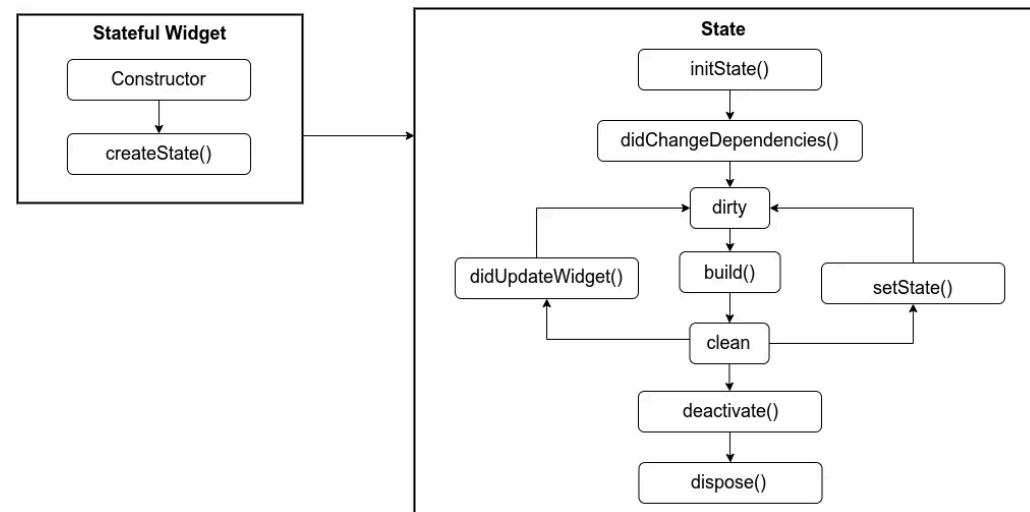 Stateful Widget
Constructor
createState()
State
initState()
didChangeDependencies()
dirty
didUpdateWidget()
build()
setState()
clean
deactivate()
dispose()